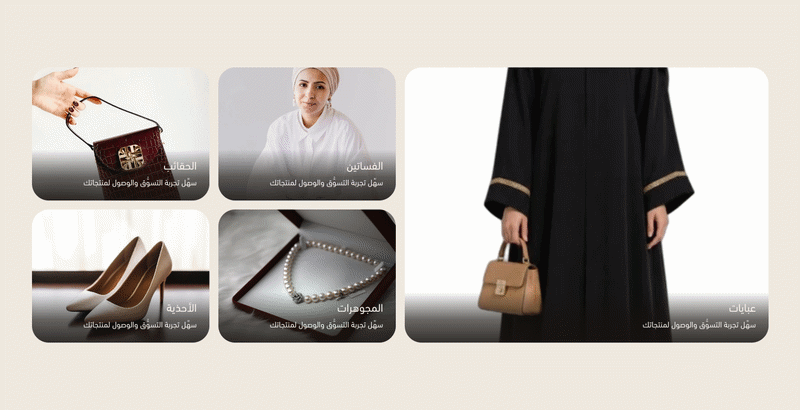 عبايات
سهّل تجربة التسوُّق والوصول لمنتجاتك
الفساتين
سهّل تجربة التسوُّق والوصول لمنتجاتك
الحقائب
سهّل تجربة التسوُّق والوصول لمنتجاتك
المجوهرات
سهّل تجربة التسوُّق والوصول لمنتجاتك
الأحذية
سهّل تجربة التسوُّق والوصول لمنتجاتك